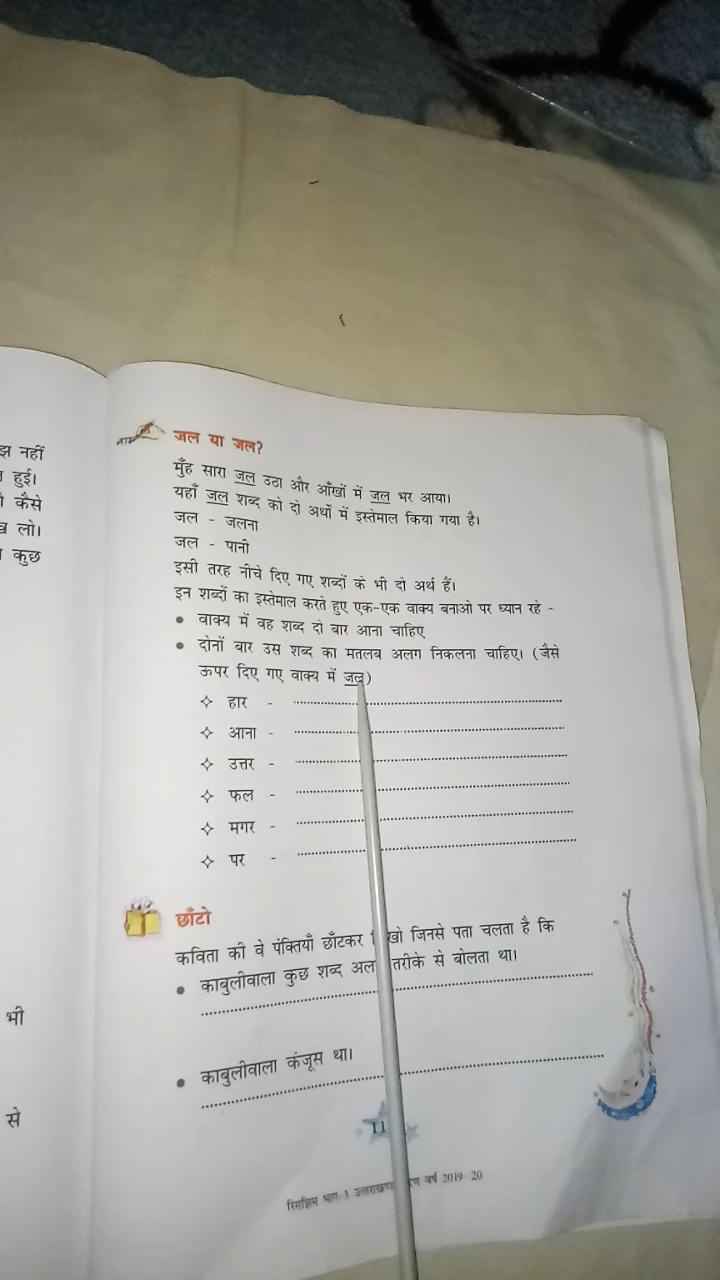 झ नहीं
हुई।
कैसे
लो।
कुछ
भी
से
जल या जल?
मुँह सारा जल उठा और आँखों में जल भर आया।
यहाँ जल शब्द को दो अर्थों में इस्तेमाल किया गया है।
जल - जलना
जल - पानी
इसी तरह नीचे दिए गए शब्दों के भी दो अर्थ हैं।
इन शब्दों का इस्तेमाल करते हुए एक-एक वाक्य बनाओ पर ध्यान रहे -
• वाक्य में वह शब्द दो बार आना चाहिए
• दोनों बार उस शब्द का मतलब अलग निकलना चाहिए। (जैसे
ऊपर दिए गए वाक्य में जल)
हार -
आना -
उत्तर -
फल -
मगर -
पर -
छाँटो
कविता की वे पंक्तियाँ छाँटकर जिनसे पता चलता है कि
• काबुलीवाला कुछ शब्द तरीके से बोलता था।
• काबुलीवाला कंजूस था।
11
रिमझिम भाग-3 वर्ष 2019-20